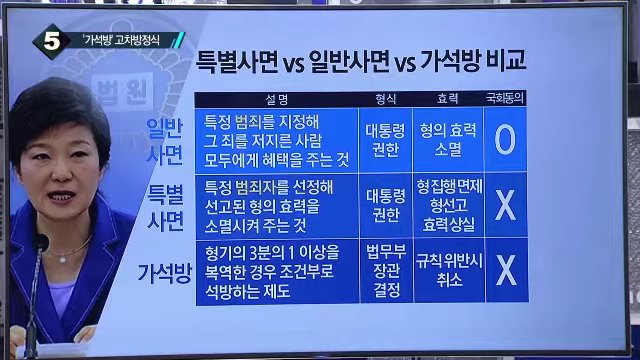 5 '가석방' 고차방정식
특별사면 vs 일반사면 vs 가석방 비교
법원
설 명 형식 효력 국회동의
일반
사면
특정 범죄를 지정해
그 죄를 저지른 사람
모두에게 혜택을 주는 것
대통령
권한
형의 효력
소멸
O
특별
사면
특정 범죄자를 선정해
선고된 형의 효력을
소멸시켜 주는 것
대통령
권한
형 집행 면제
형선고
효력 상실
X
가석방
형기의 3분의 1 이상을
복역한 경우 조건부로
석방하는 제도
법무부
장관
결정
규칙 위반시
취소
X